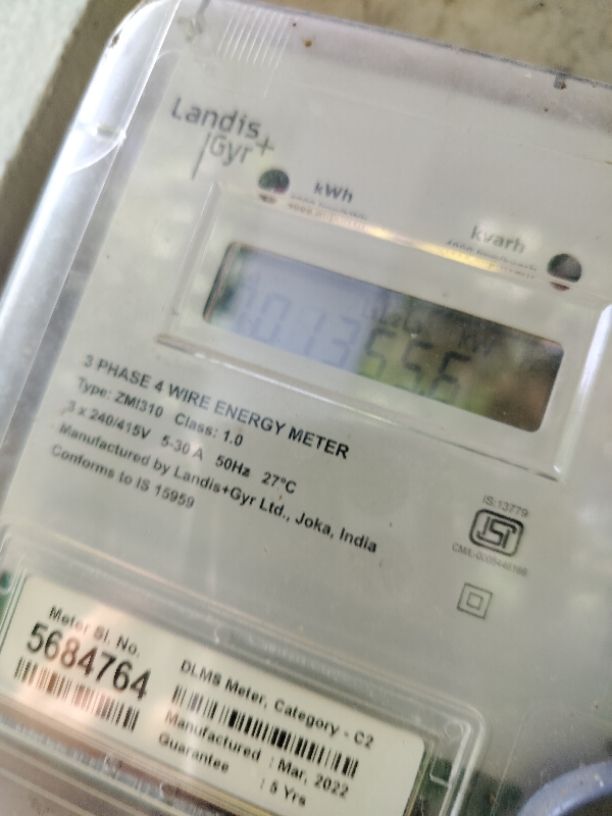 Landis
Gyr+
kWh
kvarh
3 PHASE 4 WIRE ENERGY METER
Type: ZMI310 Class: 1.0
3 x 240/415V 5-30 A 50Hz 27°C
Manufactured by Landis+Gyr Ltd., Joka, India
Conforms to IS 15959
IS:13779
Meter Sl. No.
5684764
DLMS Meter, Category - C2
Manufactured : Mar, 2022
Guarantee : 5 Yrs